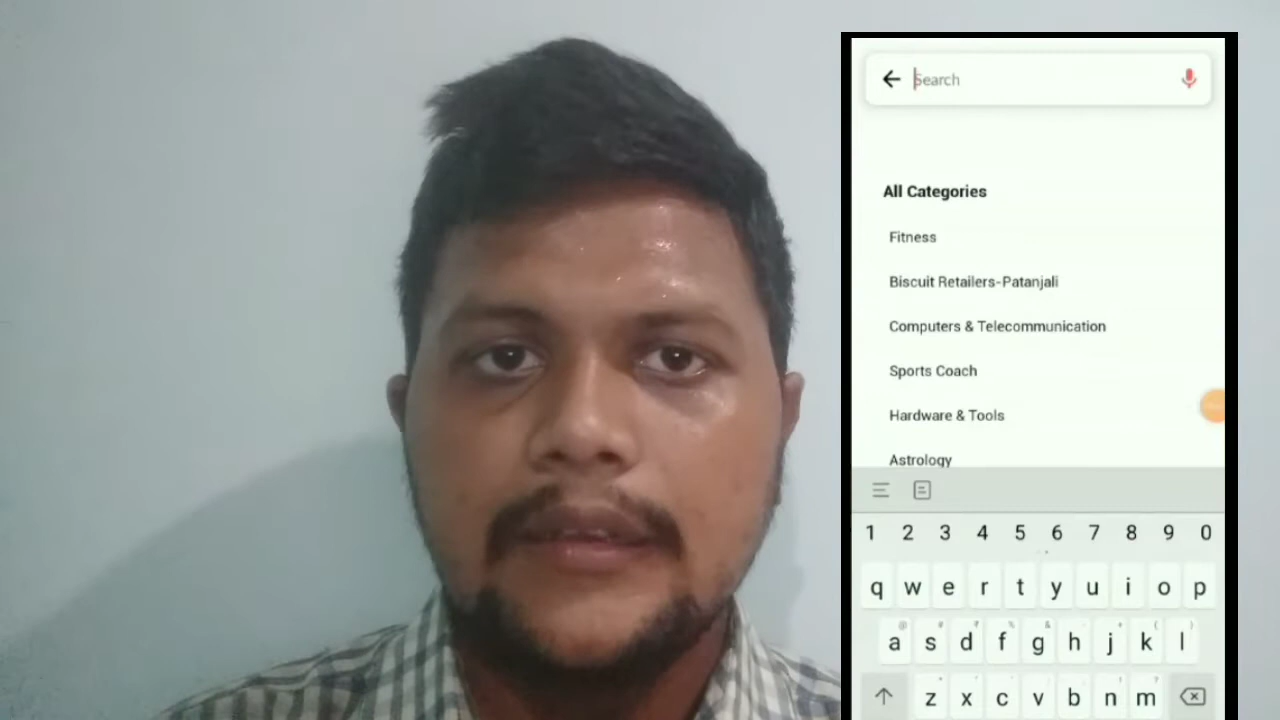 Search
All Categories
Fitness
Biscuit Retailers-Patanjali
Computers & Telecommunication
Sports Coach
Hardware & Tools
Astrology
1 2 3 4 5 6 7 8 9 0
q w e r t y u i o p
a s d f g h j k l
z x c v b n m